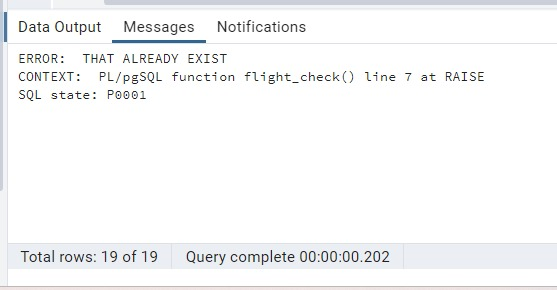 Data Output Messages Notifications
ERROR:  THAT ALREADY EXIST
CONTEXT:  PL/pgSQL function flight_check() line 7 at RAISE
SQL state: P0001
Total rows: 19 of 19 Query complete 00:00:00.202